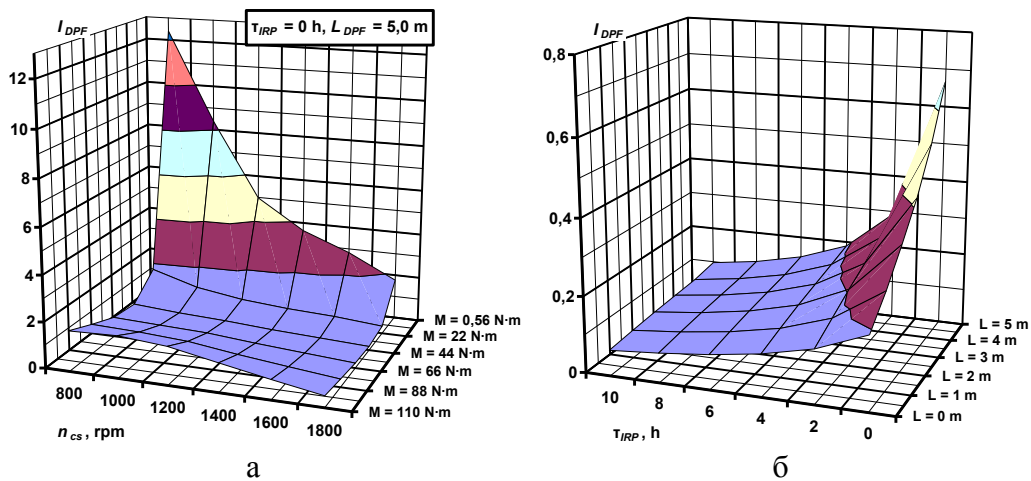 I DPF
τIRP = 0 h, L DPF = 5,0 m
12
10
8
6
4
2
0
800
1000
1200
1400
1600
1800
n cs, rpm
M = 0,56 N·m
M = 22 N·m
M = 44 N·m
M = 66 N·m
M = 88 N·m
M = 110 N·m
а
I DPF
0,8
0,6
0,4
0,2
0
10
8
6
4
2
0
τIRP, h
L = 5 m
L = 4 m
L = 3 m
L = 2 m
L = 1 m
L = 0 m
б